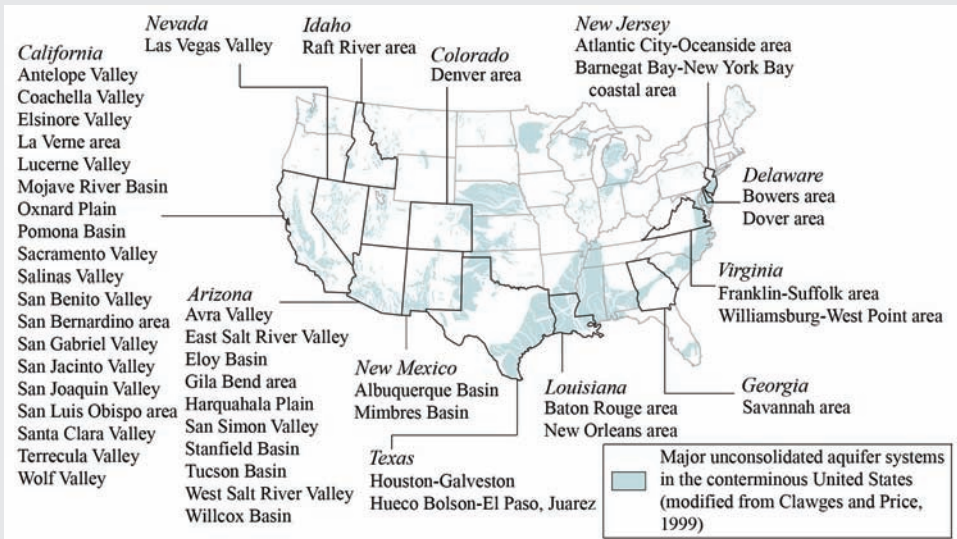 California
Antelope Valley
Coachella Valley
Elsinore Valley
La Verne area
Lucerne Valley
Mojave River Basin
Oxnard Plain
Pomona Basin
Sacramento Valley
Salinas Valley
San Benito Valley
San Bernardino area
San Gabriel Valley
San Jacinto Valley
San Joaquin Valley
San Luis Obispo area
Santa Clara Valley
Terrecula Valley
Wolf Valley
Nevada
Las Vegas Valley
Idaho
Raft River area
Colorado
Denver area
New Jersey
Atlantic City-Oceanside area
Barnegat Bay-New York Bay
coastal area
Delaware
Bowers area
Dover area
Virginia
Franklin-Suffolk area
Williamsburg-West Point area
Arizona
Avra Valley
East Salt River Valley
Eloy Basin
Gila Bend area
Harquahala Plain
San Simon Valley
Stanfield Basin
Tucson Basin
West Salt River Valley
Willcox Basin
New Mexico
Albuquerque Basin
Mimbres Basin
Texas
Houston-Galveston
Hueco Bolson-El Paso, Juarez
Louisiana
Baton Rouge area
New Orleans area
Georgia
Savannah area
Major unconsolidated aquifer systems
in the conterminous United States
(modified from Clawges and Price,
1999)